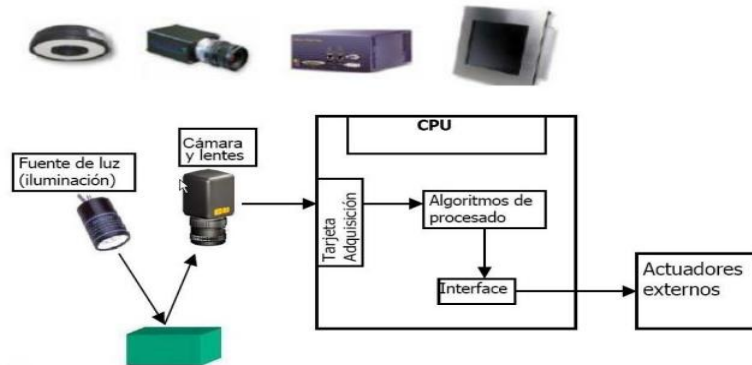 CPU
Cámara
y lentes
Fuente de luz
(iluminación)
Tarjeta
Adquisición
Algoritmos de
procesado
Interface
Actuadores
externos